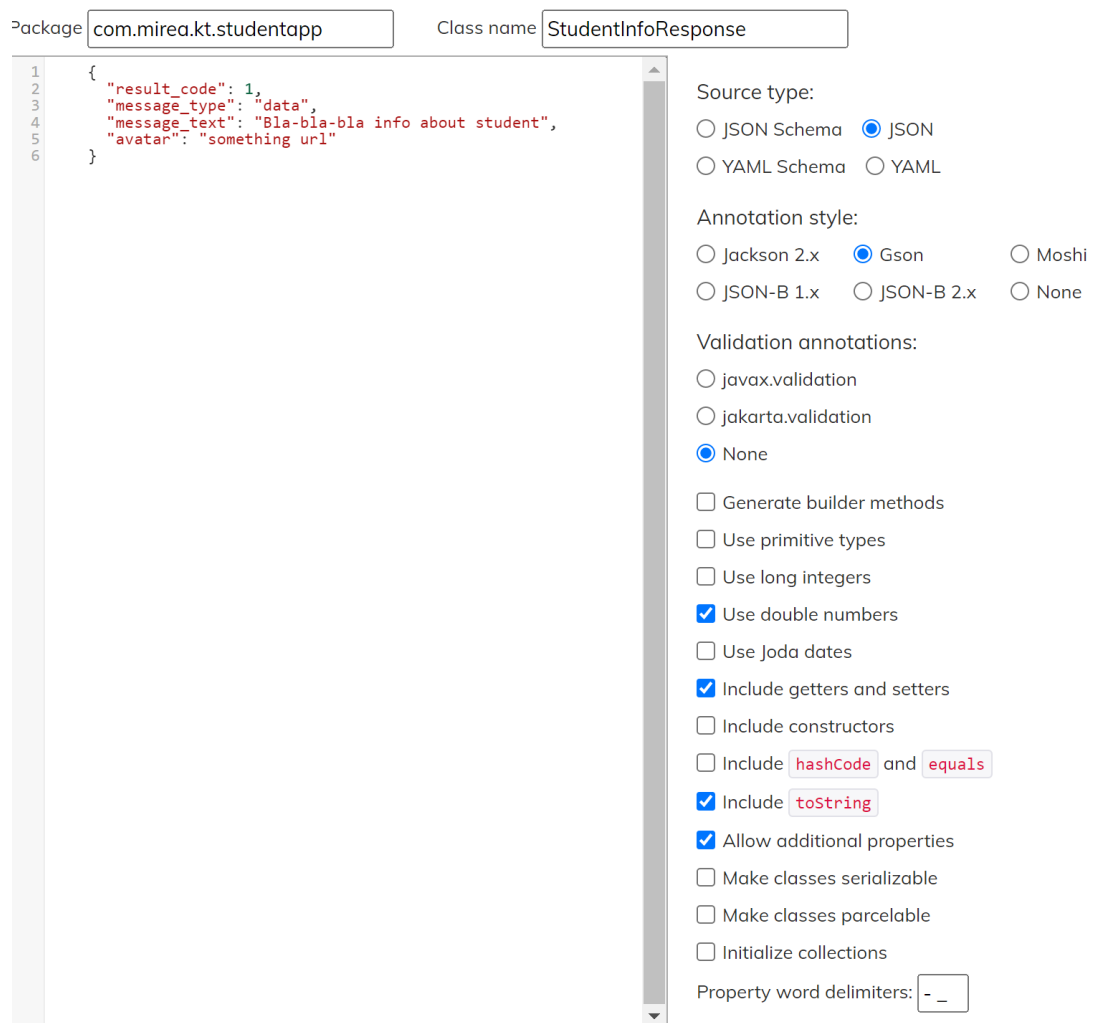 Package com.mirea.kt.studentapp Class name StudentInfoResponse
1 {
2 "result_code": 1,
3 "message_type": "data",
4 "message_text": "Bla-bla-bla info about student",
5 "avatar": "something url"
6 }
Source type:
JSON Schema JSON
YAML Schema YAML
Annotation style:
Jackson 2.x Gson Moshi
JSON-B 1.x JSON-B 2.x None
Validation annotations:
javax.validation
jakarta.validation
None
Generate builder methods
Use primitive types
Use long integers
Use double numbers
Use Joda dates
Include getters and setters
Include constructors
Include hashCode and equals
Include toString
Allow additional properties
Make classes serializable
Make classes parcelable
Initialize collections
Property word delimiters: - _